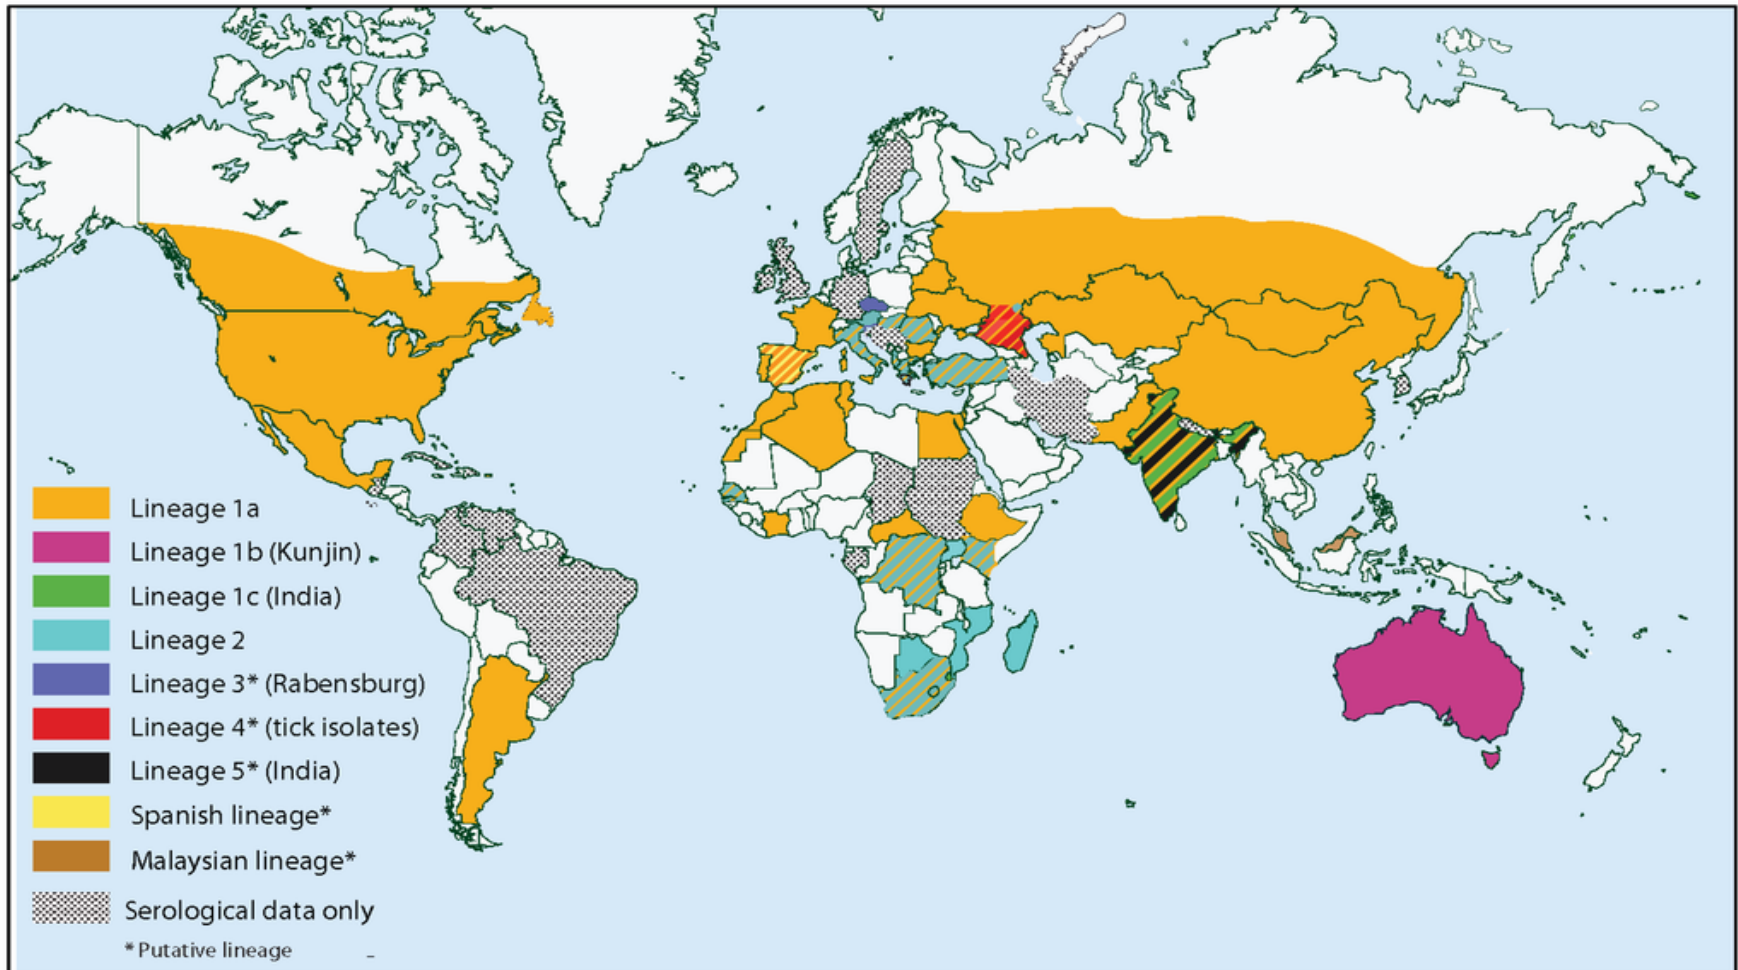 Lineage 1a
Lineage 1b (Kunjin)
Lineage 1c (India)
Lineage 2
Lineage 3* (Rabensburg)
Lineage 4* (tick isolates)
Lineage 5* (India)
Spanish lineage*
Malaysian lineage*
Serological data only
* Putative lineage